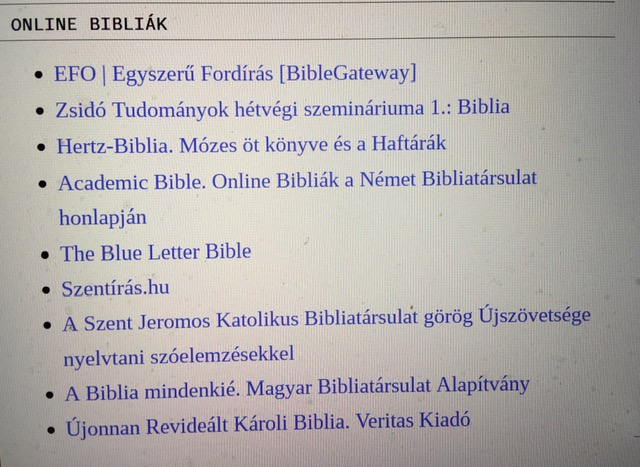 ONLINE BIBLIÁK
• EFO | Egyszerű Fordírás [BibleGateway]
• Zsidó Tudományok hétvégi szemináriuma 1.: Biblia
• Hertz-Biblia. Mózes öt könyve és a Haftárák
• Academic Bible. Online Bibliák a Német Bibliatársulat
honlapján
• The Blue Letter Bible
• Szentírás.hu
• A Szent Jeromos Katolikus Bibliatársulat görög Újszövetsége
nyelvtani szóelemzésekkel
• A Biblia mindenkié. Magyar Bibliatársulat Alapítvány
• Újonnan Revideált Károli Biblia. Veritas Kiadó